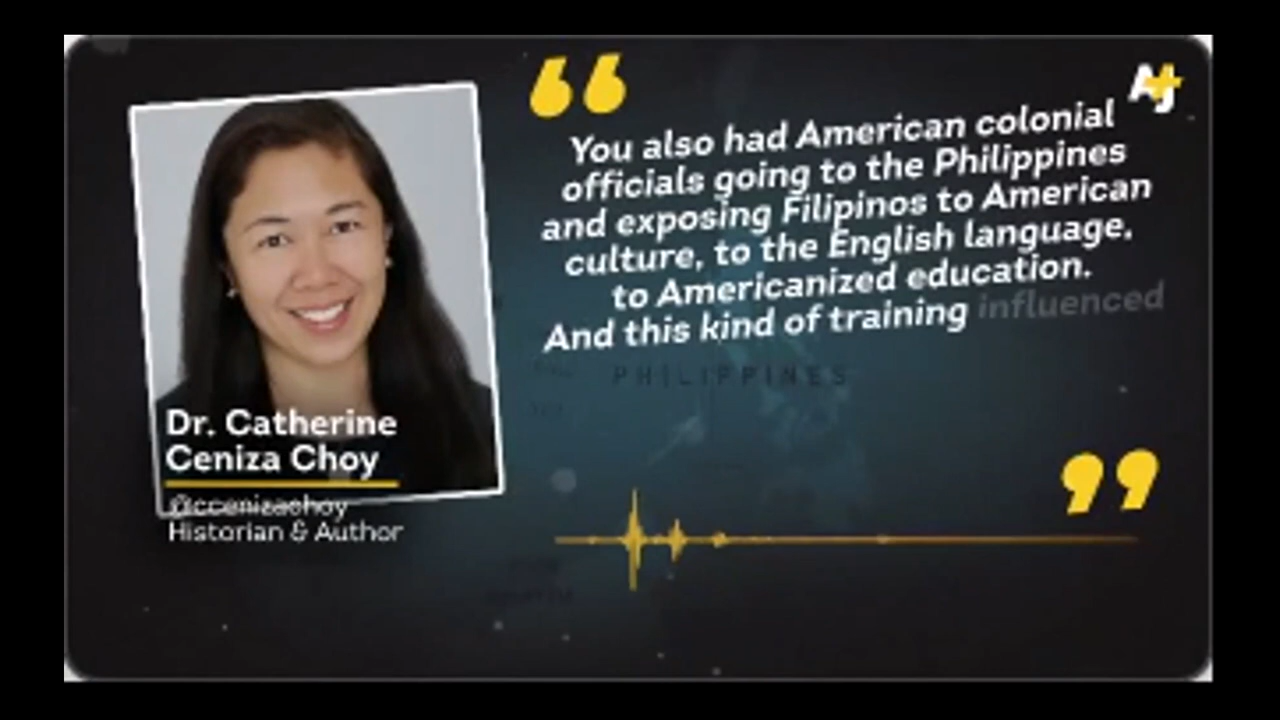 AJ+
You also had American colonial
officials going to the Philippines
and exposing Filipinos to American
culture, to the English language,
to Americanized education.
And this kind of training influenced
PHILIPPINES
Dr. Catherine
Ceniza Choy
@ccenizachoy
Historian & Author